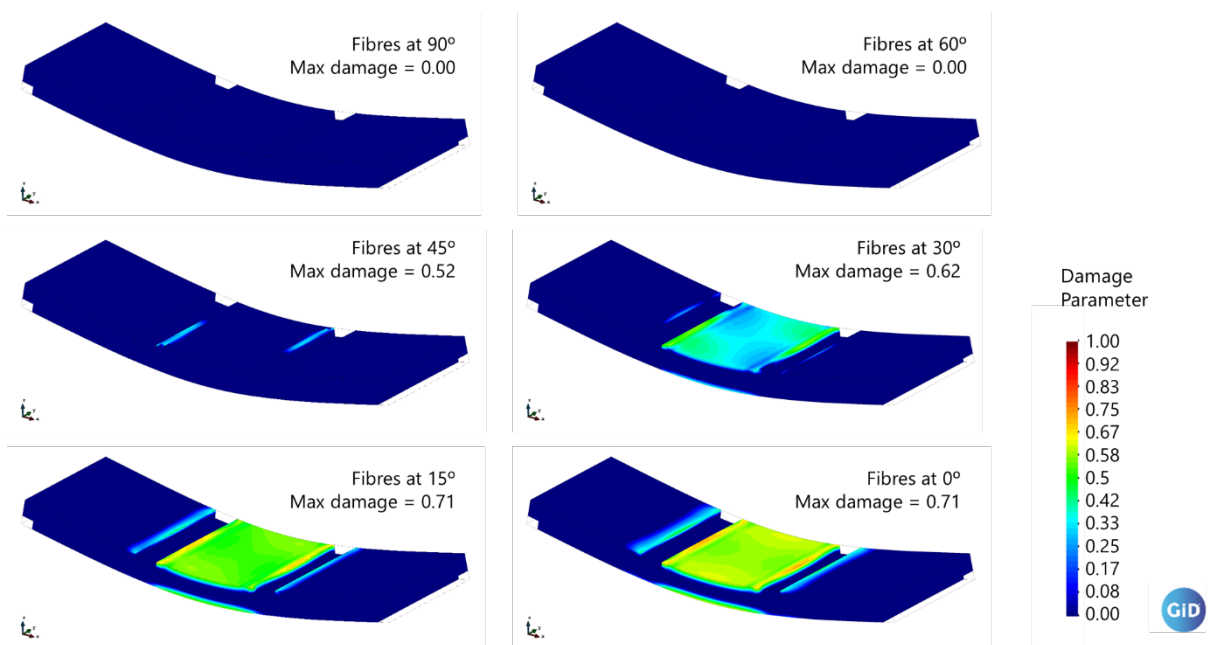 Fibres at 90º
Max damage = 0.00
Fibres at 60º
Max damage = 0.00
Fibres at 45º
Max damage = 0.52
Fibres at 30º
Max damage = 0.62
Fibres at 15º
Max damage = 0.71
Fibres at 0º
Max damage = 0.71
Damage
Parameter
1.00
0.92
0.83
0.75
0.67
0.58
0.5
0.42
0.33
0.25
0.17
0.08
0.00
GiD